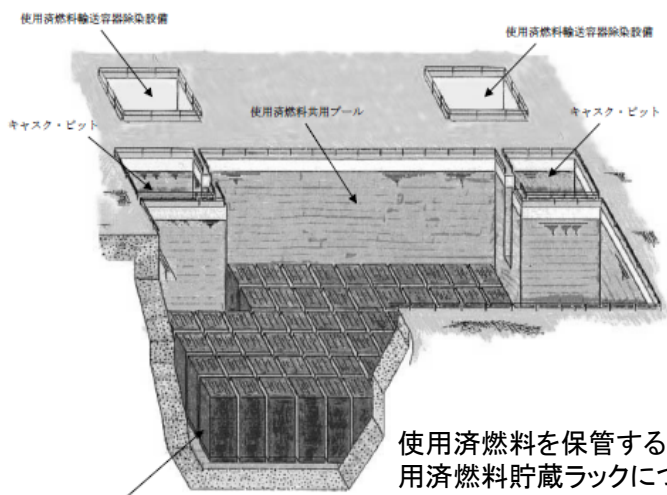 使用済燃料輸送容器除染設備
使用済燃料輸送容器除染設備
キャスク・ピット
使用済燃料共用プール
キャスク・ピット
使用済燃料を保管する
用済燃料貯蔵ラックにつ